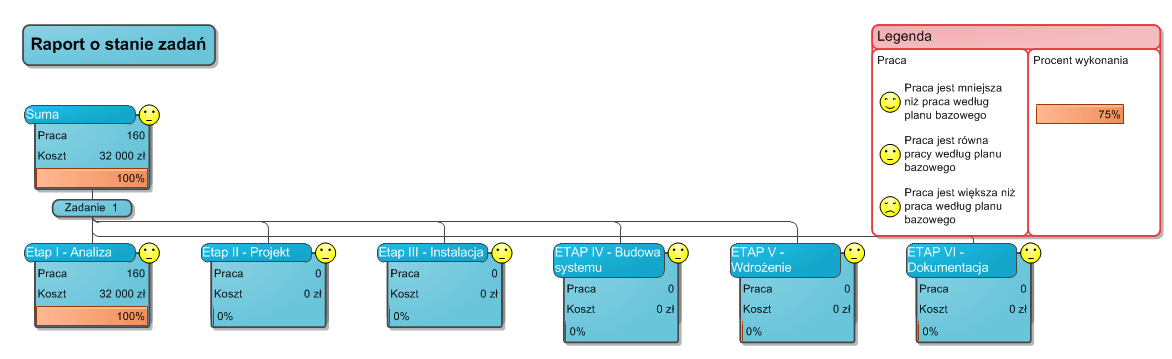 Raport o stanie zadań
Legenda
Praca
Procent wykonania
Praca jest mniejsza
niż praca według
planu bazowego
75%
Praca jest równa
pracy według planu
bazowego
Praca jest większa niż
praca według planu
bazowego
Suma
Praca 160
Koszt 32 000 zł
100%
Zadanie 1
Etap I - Analiza
Praca 160
Koszt 32 000 zł
100%
Etap II - Projekt
Praca 0
Koszt 0 zł
0%
Etap III - Instalacja
Praca 0
Koszt 0 zł
0%
ETAP IV - Budowa
systemu
Praca 0
Koszt 0 zł
0%
ETAP V -
Wdrożenie
Praca 0
Koszt 0 zł
0%
ETAP VI -
Dokumentacja
Praca 0
Koszt 0 zł
0%